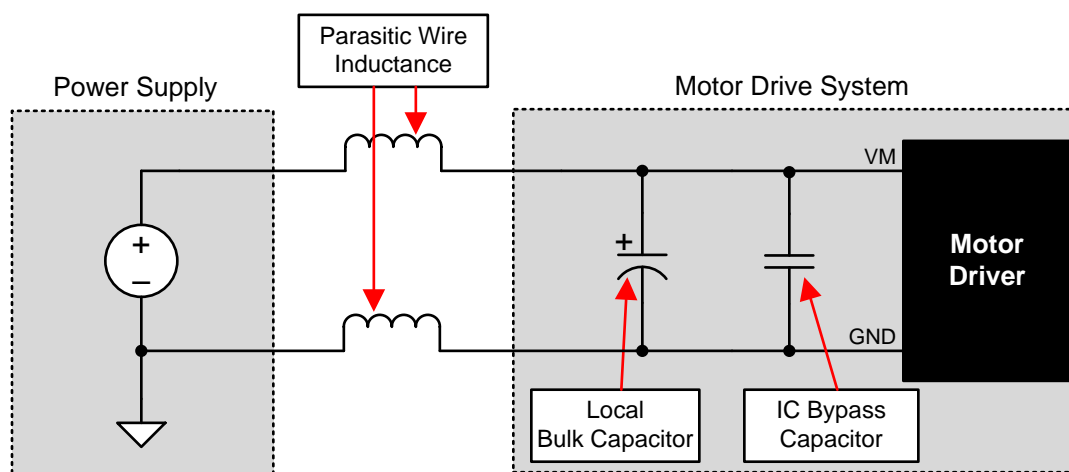 Parasitic Wire
Inductance
Power Supply
Motor Drive System
VM
+
–
+
Motor
Driver
GND
Local
Bulk Capacitor
IC Bypass
Capacitor